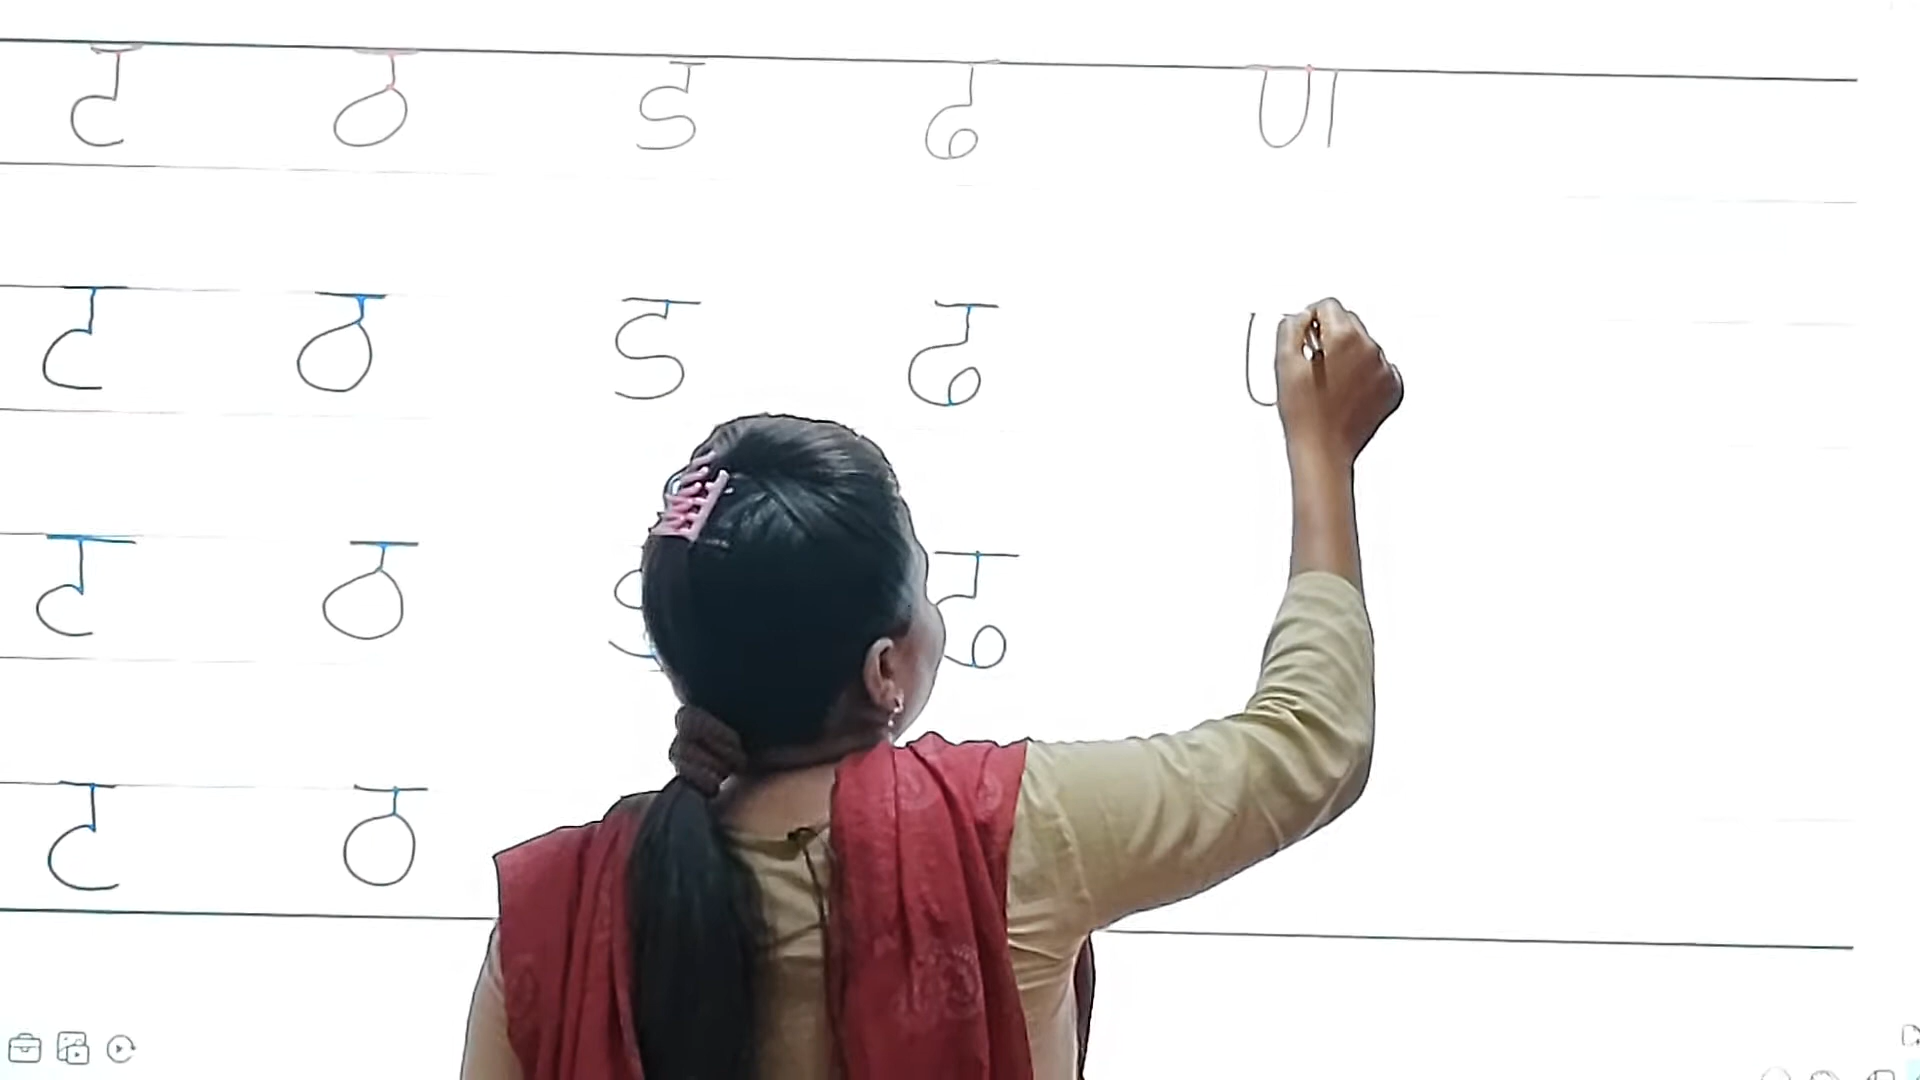 ट ठ ड ढ ण
ट ठ ड ढ
ट ठ ढ
ट ठ